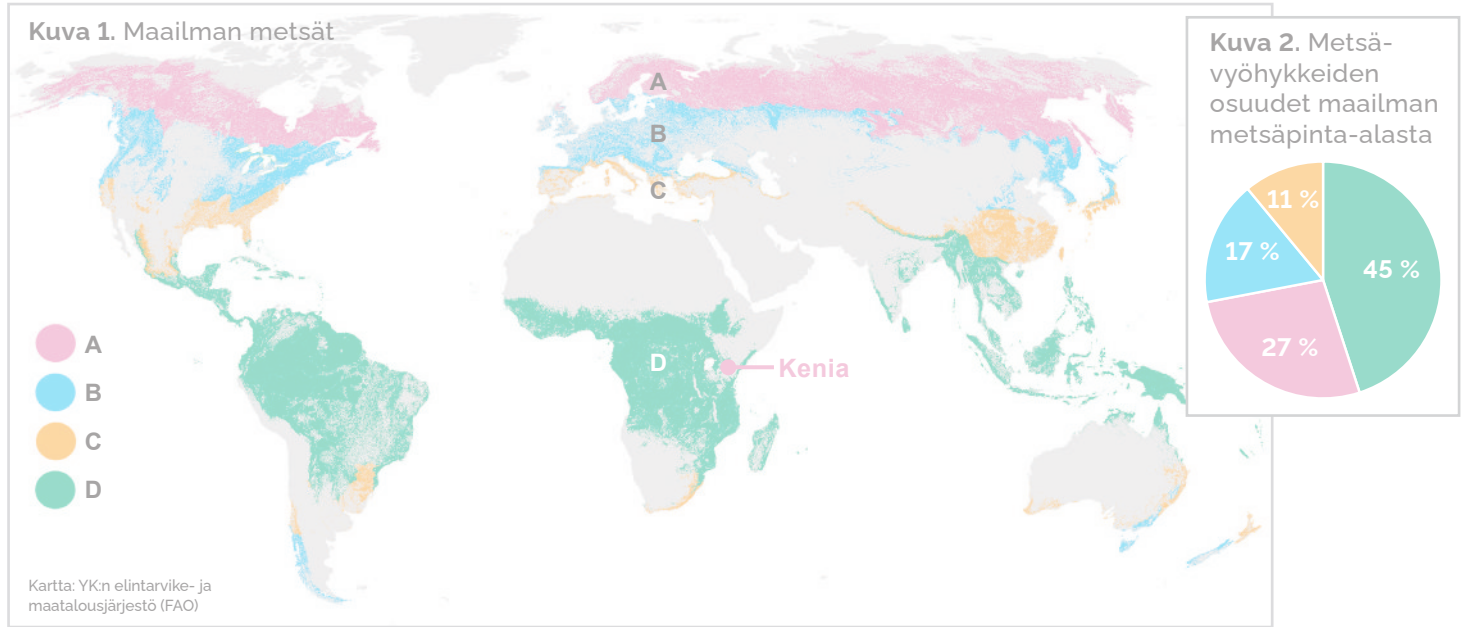 Kuva 1. Maailman metsät
A
B
C
D
Kenia
A
B
C
D
Kartta: YK:n elintarvike- ja
maatalousjärjestö (FAO)
Kuva 2. Metsä-
vyöhykkeiden
osuudet maailman
metsäpinta-alasta
11 %
17 %
45 %
27 %